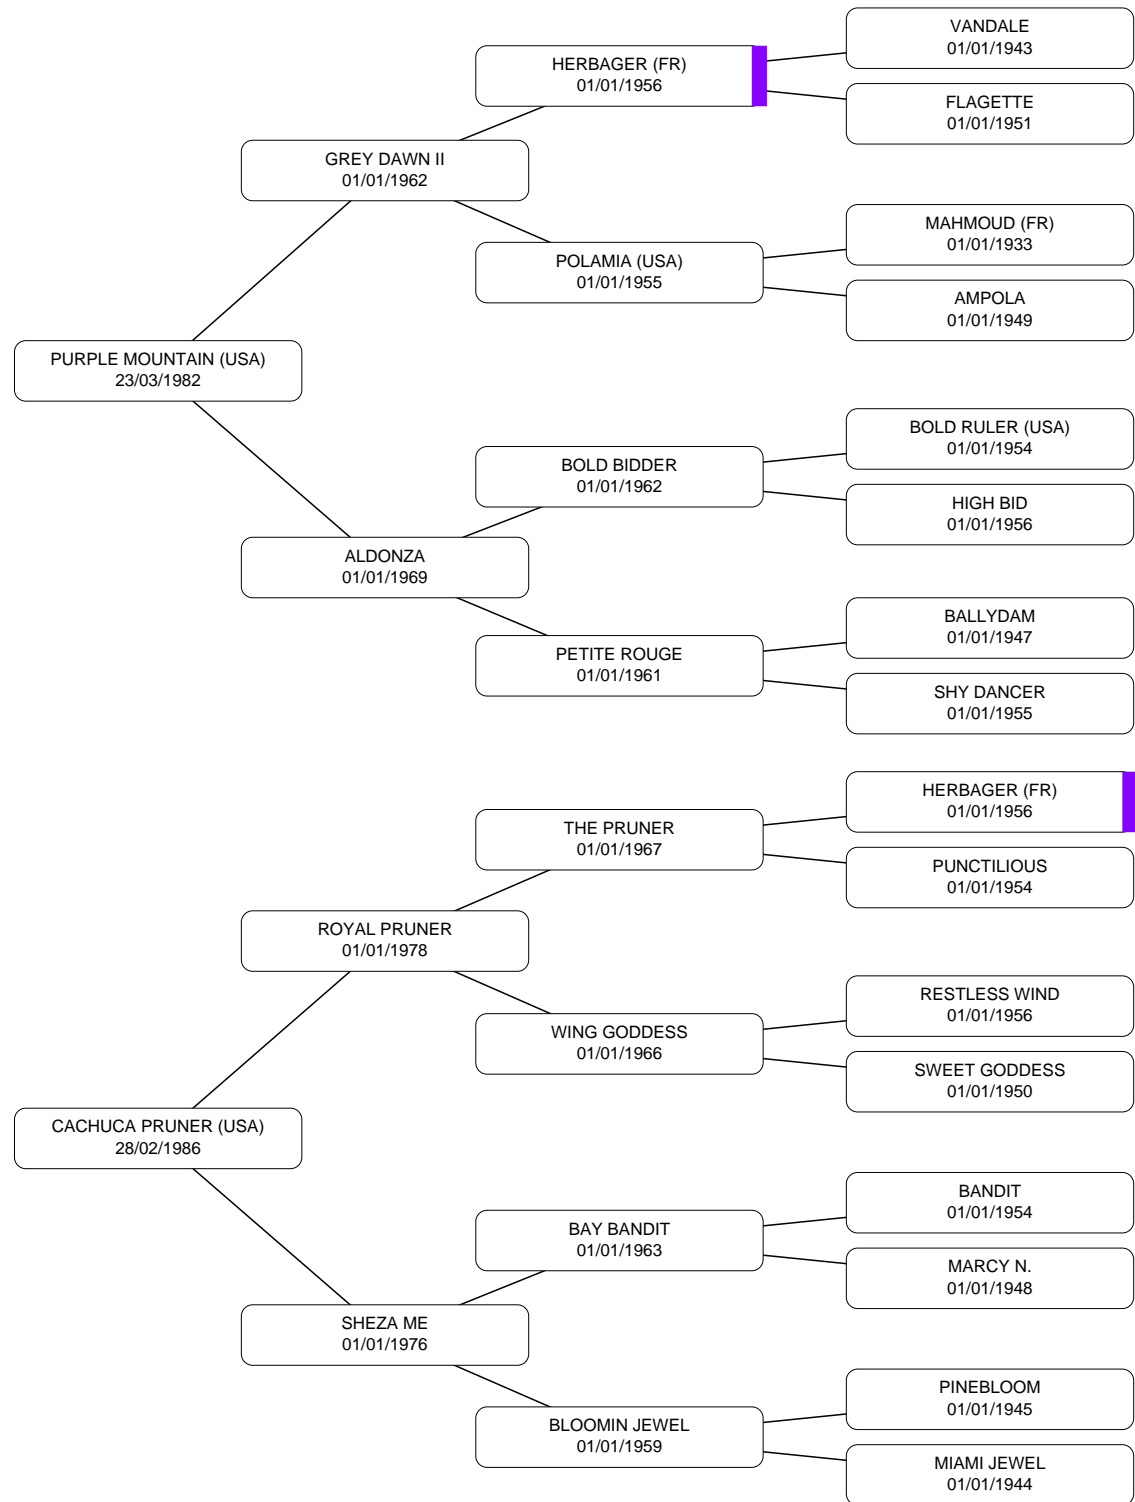 VANDALE
01/01/1943
HERBAGER (FR)
01/01/1956
FLAGETTE
01/01/1951
GREY DAWN II
01/01/1962
MAHMOUD (FR)
01/01/1933
POLAMIA (USA)
01/01/1955
AMPOLA
01/01/1949
PURPLE MOUNTAIN (USA)
23/03/1982
BOLD RULER (USA)
01/01/1954
BOLD BIDDER
01/01/1962
HIGH BID
01/01/1956
ALDONZA
01/01/1969
BALLYDAM
01/01/1947
PETITE ROUGE
01/01/1961
SHY DANCER
01/01/1955
HERBAGER (FR)
01/01/1956
THE PRUNER
01/01/1967
PUNCTILIOUS
01/01/1954
ROYAL PRUNER
01/01/1978
RESTLESS WIND
01/01/1956
WING GODDESS
01/01/1966
SWEET GODDESS
01/01/1950
CACHUCA PRUNER (USA)
28/02/1986
BANDIT
01/01/1954
BAY BANDIT
01/01/1963
MARCY N.
01/01/1948
SHEZA ME
01/01/1976
PINEBLOOM
01/01/1945
BLOOMIN JEWEL
01/01/1959
MIAMI JEWEL
01/01/1944